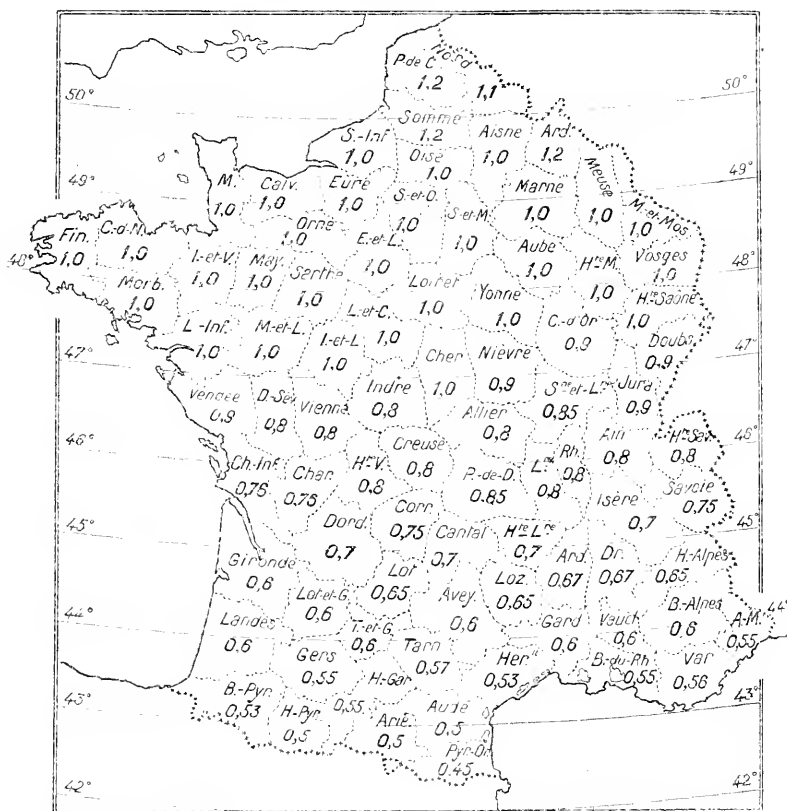 Nord
P.de C.
1,2
1,1
50°
50°
Somme
1,2
S.-Inf
1,0
Oise
1,0
Aisne
1,0
Ard.
1,2
49°
49°
M.
1,0
Calv.
1,0
Eure
1,0
S.-et-O.
1,0
S.et-M.
1,0
Marne
1,0
Meuse
1,0
M.-et-Mos.
1,0
Fin.
1,0
C.-d-N.
1,0
Orne
1,0
E.-et-L.
1,0
Aube
1,0
Hte M.
1,0
Vosges
1,0
48°
48°
I.-et-V.
1,0
May.
1,0
Sarthe
1,0
Loiret
1,0
Yonne
1,0
Hte Saône
1,0
Morb.
1,0
L.-et-C.
1,0
C.-d'Or
0,9
L.-Inf.
1,0
M.-et-L.
1,0
I.-et-L.
1,0
Cher
1,0
Nièvre
0,9
Doubs
0,9
47°
47°
Vendée
0,9
D.-Sev.
0,8
Vienne
0,8
Indre
0,8
Allier
0,8
Sne-et-Lre
0,85
Jura
0,9
46°
46°
Ch.-Inf.
0,75
Char.
0,75
Hte V.
0,8
Creuse
0,8
P.-de-D.
0,85
Lre
0,8
Rh.
0,8
Ain
0,8
Hte Sav.
0,8
Savoie
0,75
Isère
0,7
45°
45°
Dord.
0,7
Corr.
0,75
Cantal
0,7
Hte Lre
0,7
Ard.
0,67
Dr.
0,67
H.-Alpes
0,65
Gironde
0,6
Lot et G.
0,6
Lot
0,65
Avey.
0,6
Loz.
0,65
Gard
0,6
Vauc.
0,6
B.-Alpes
0,6
A-M.
0,55
44°
44°
Landes
0,6
Gers
0,55
T.-et-G.
0,6
Tarn
0,57
Her.
0,53
B.-du-Rh
0,55
Var
0,56
43°
43°
B.-Pyr.
0,53
H.-Pyr.
0,5
H.-Gar
0,55
Arié.
0,5
Aude
0,5
Pyr-Or.
0,45
42°
42°